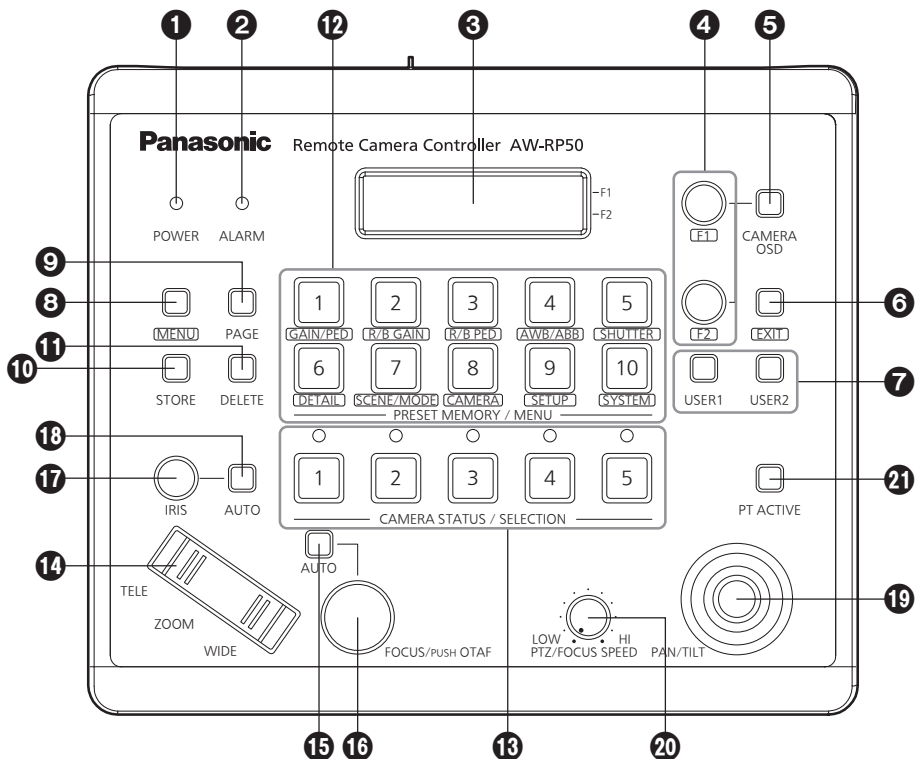 1 2 12 3 4 5
Panasonic Remote Camera Controller AW-RP50
F1
F2
POWER ALARM
F1 CAMERA
OSD
9
8 1 2 3 4 5 6
MENU PAGE GAIN/PED R/B GAIN R/B PED AWB/ABB SHUTTER F2 EXIT
11
10 6 7 8 9 10 7
STORE DELETE DETAIL SCENE/MODE CAMERA SETUP SYSTEM USER1 USER2
PRESET MEMORY / MENU
18
17 1 2 3 4 5 21
IRIS AUTO CAMERA STATUS / SELECTION PT ACTIVE
14 AUTO
TELE 19
ZOOM LOW HI
WIDE FOCUS/PUSH OTAF PTZ/FOCUS SPEED PAN/TILT
15 16 13 20